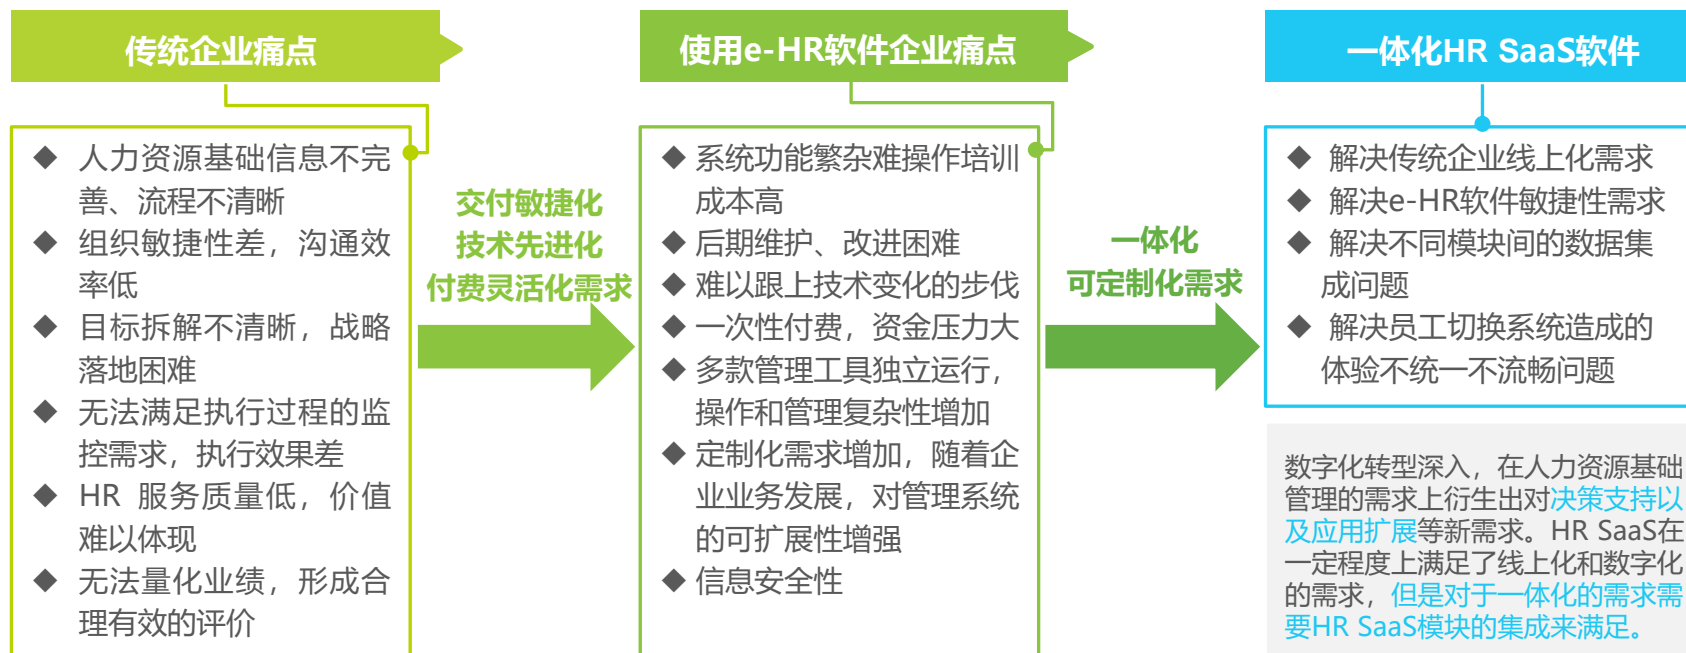 传统企业痛点
◆ 人力资源基础信息不完
善、流程不清晰
◆ 组织敏捷性差，沟通效
率低
◆ 目标拆解不清晰，战略
落地困难
◆ 无法满足执行过程的监
控需求，执行效果差
◆ HR 服务质量低，价值
难以体现
◆ 无法量化业绩，形成合
理有效的评价
交付敏捷化
技术先进化
付费灵活化需求
使用e-HR软件企业痛点
◆ 系统功能繁杂难操作培训
成本高
◆ 后期维护、改进困难
◆ 难以跟上技术变化的步伐
◆ 一次性付费，资金压力大
◆ 多款管理工具独立运行，
操作和管理复杂性增加
◆ 定制化需求增加，随着企
业业务发展，对管理系统
的可扩展性增强
◆ 信息安全性
一体化
可定制化需求
一体化HR SaaS软件
◆ 解决传统企业线上化需求
◆ 解决e-HR软件敏捷性需求
◆ 解决不同模块间的数据集
成问题
◆ 解决员工切换系统造成的
体验不统一不流畅问题
数字化转型深入，在人力资源基础
管理的需求上衍生出对决策支持以
及应用扩展等新需求。HR SaaS在
一定程度上满足了线上化和数字化
的需求，但是对于一体化的需求需
要HR SaaS模块的集成来满足。